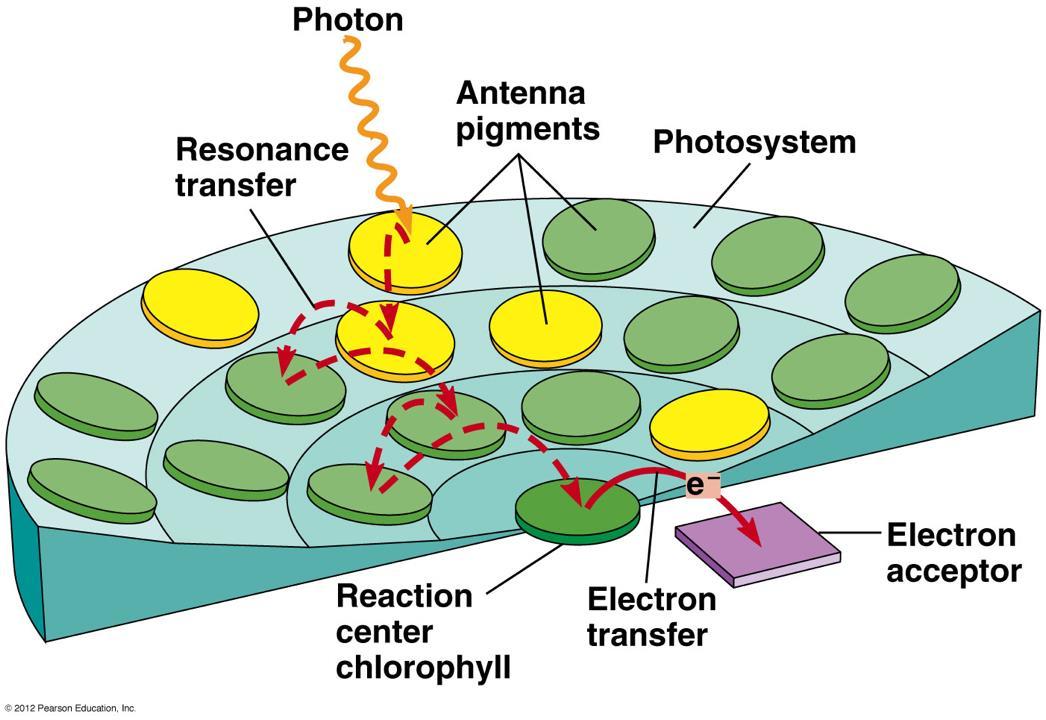 Photon
Antenna
pigments
Photosystem
Resonance
transfer
e⁻
Electron
acceptor
Reaction
center
chlorophyll
Electron
transfer
© 2012 Pearson Education, Inc.